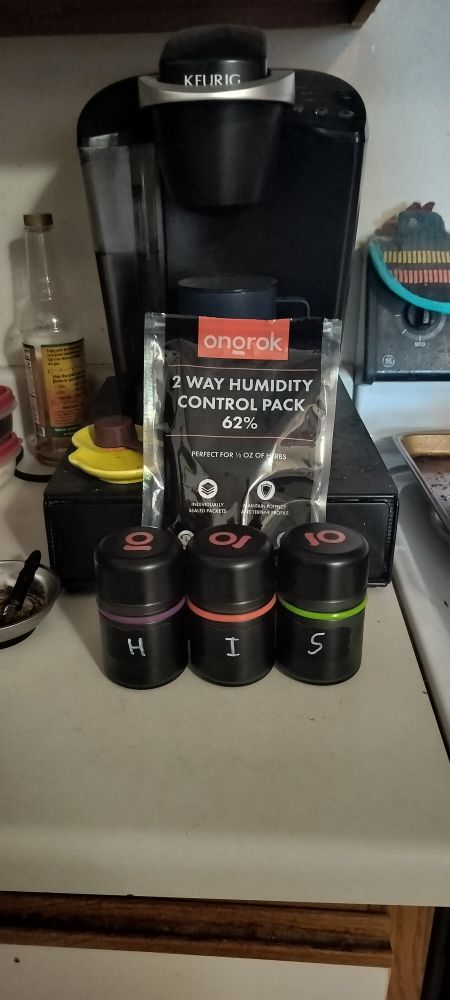 KEURIG
ongrok
2 WAY HUMIDITY
CONTROL PACK
62%
PERFECT FOR ½ OZ OF HERBS
INDIVIDUALLY
SEALED PACKETS
MAINTAIN POTENCY
AND TERPENE PROFILE
H
I
S